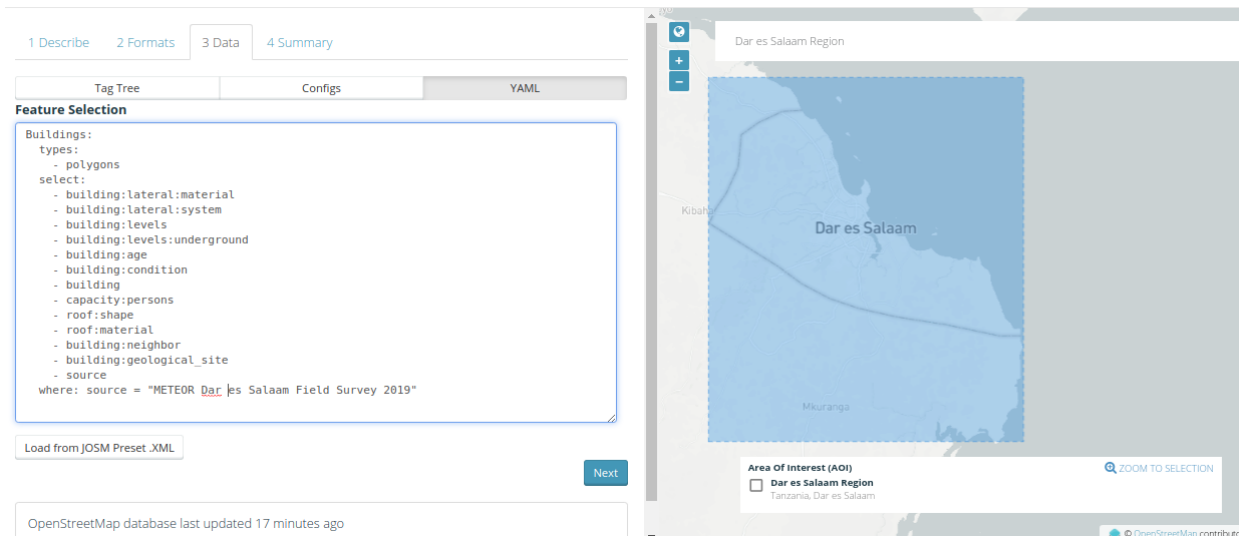 1 Describe 2 Formats 3 Data 4 Summary
Tag Tree Configs YAML
Feature Selection
Buildings:
types:
- polygons
select:
- building:lateral:material
- building:lateral:system
- building:levels
- building:levels:underground
- building:age
- building:condition
- building
- capacity:persons
- roof:shape
- roof:material
- building:neighbor
- building:geological_site
- source
where: source = "METEOR Dar es Salaam Field Survey 2019"
Load from JOSM Preset .XML
Next
OpenStreetMap database last updated 17 minutes ago
Dar es Salaam Region
+
−
Kibaha
Dar es Salaam
Mkuranga
Area Of Interest (AOI)
ZOOM TO SELECTION
Dar es Salaam Region
Tanzania, Dar es Salaam
© OpenStreetMap contributo